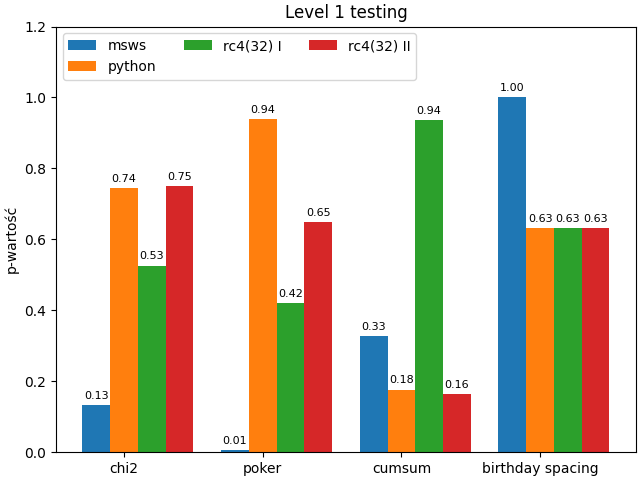 Level 1 testing
msws
python
rc4(32) I
rc4(32) II
p-wartość
1.2
1.0
0.8
0.6
0.4
0.2
0.0
0.13
0.74
0.53
0.75
0.01
0.94
0.42
0.65
0.33
0.18
0.94
0.16
1.00
0.63
0.63
0.63
chi2
poker
cumsum
birthday spacing